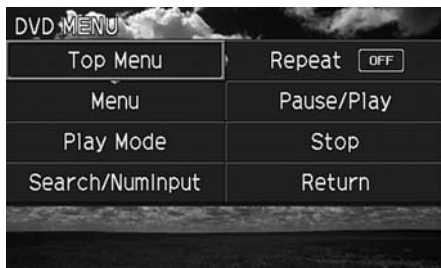 DVD MENU
Top Menu
Repeat OFF
Menu
Pause/Play
Play Mode
Stop
Search/NumInput
Return